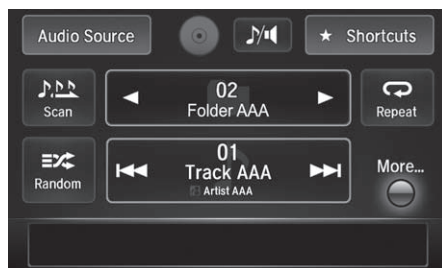 Audio Source
Shortcuts
Scan
02
Folder AAA
Repeat
Random
01
Track AAA
Artist AAA
More...